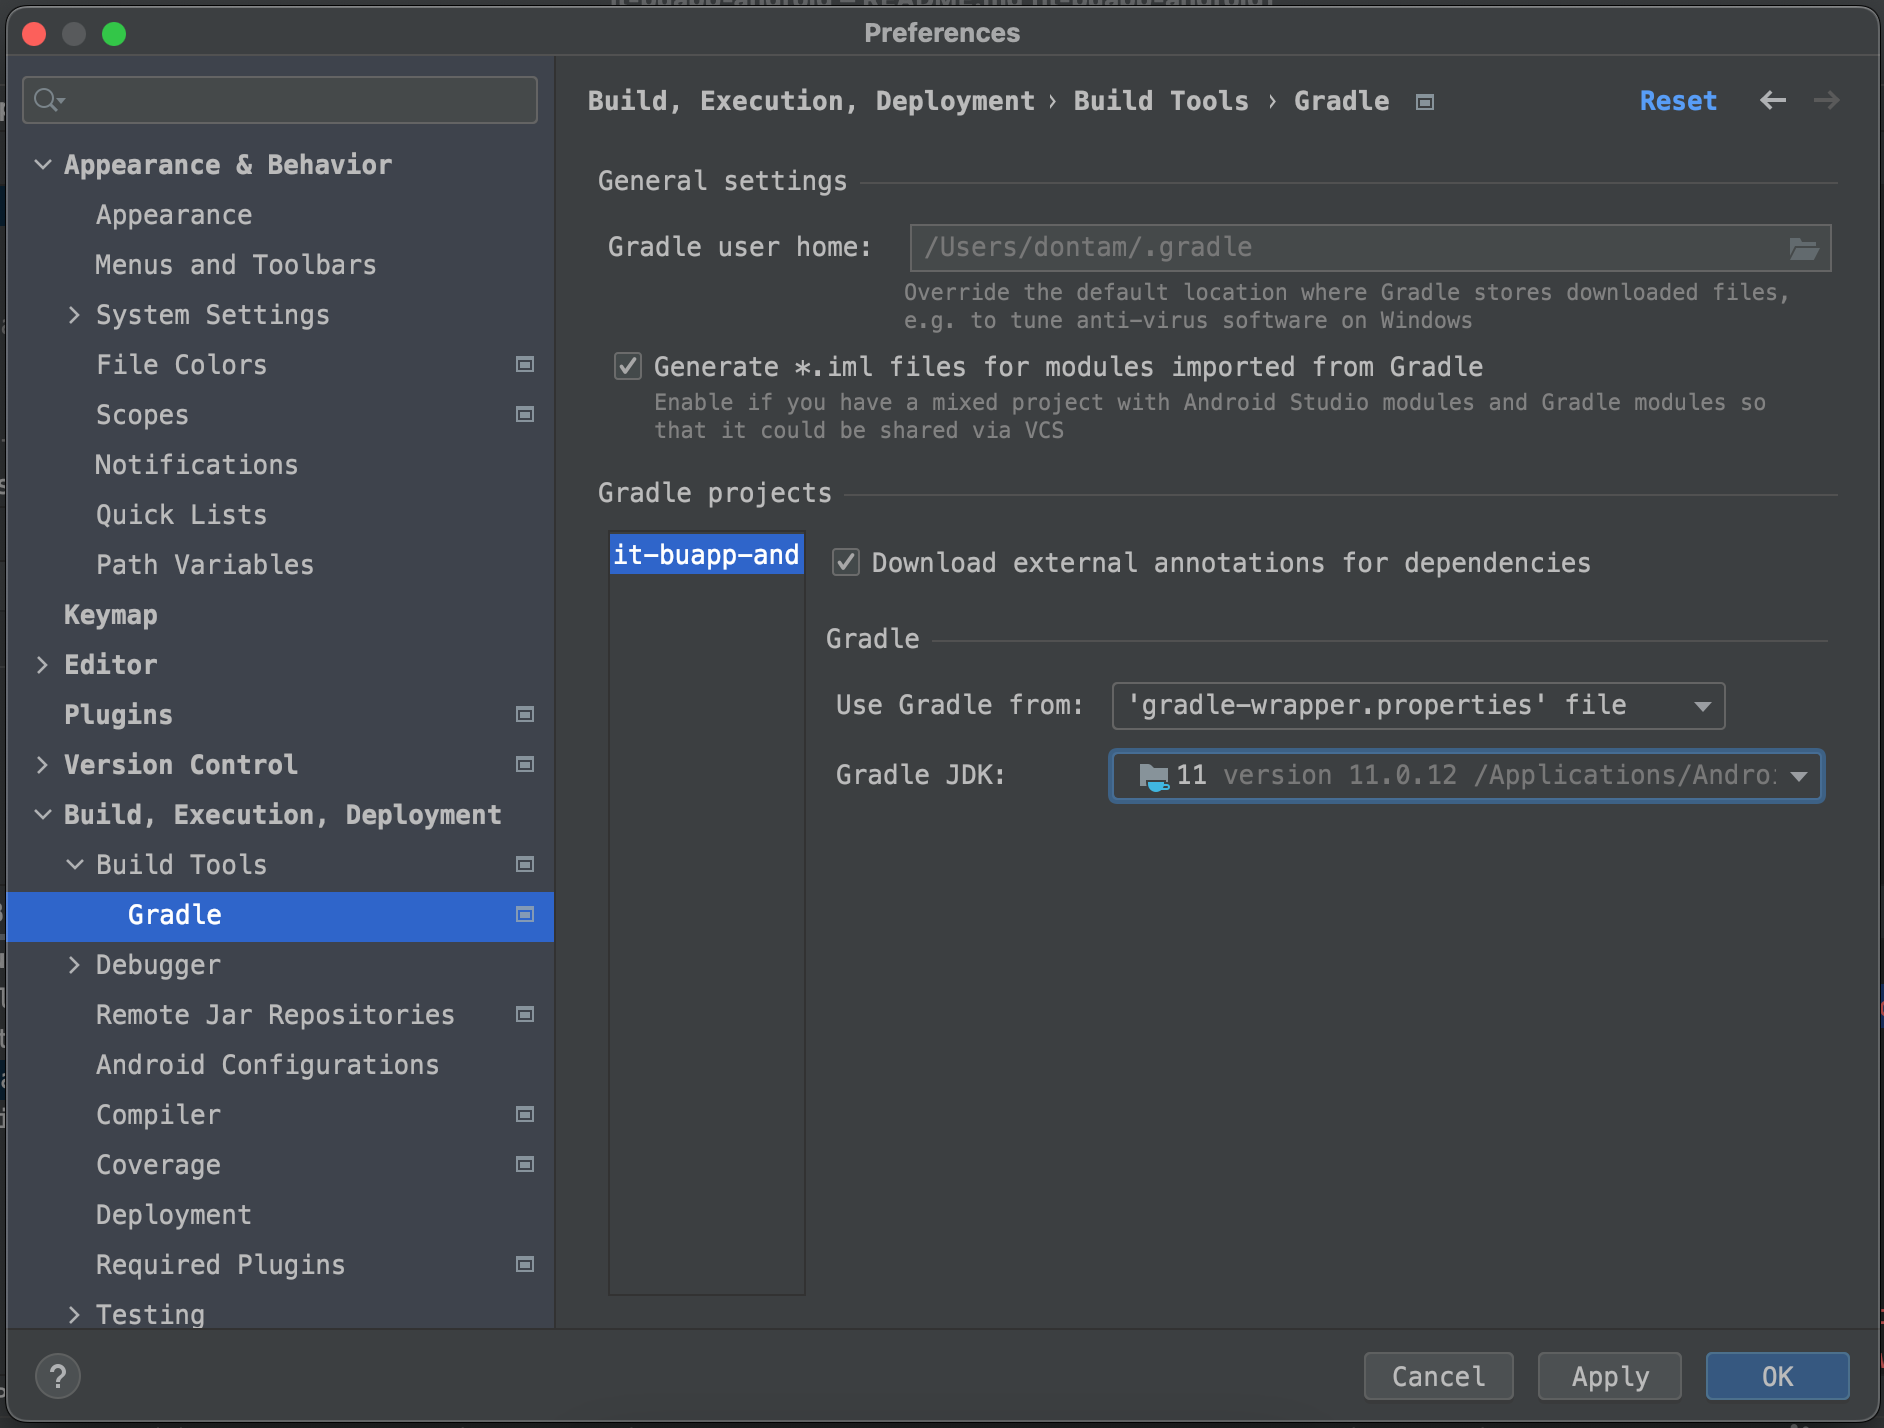 Preferences
Appearance & Behavior
Appearance
Menus and Toolbars
System Settings
File Colors
Scopes
Notifications
Quick Lists
Path Variables
Keymap
Editor
Plugins
Version Control
Build, Execution, Deployment
Build Tools
Gradle
Debugger
Remote Jar Repositories
Android Configurations
Compiler
Coverage
Deployment
Required Plugins
Testing
Build, Execution, Deployment › Build Tools › Gradle
Reset
General settings
Gradle user home: /Users/dontam/.gradle
Override the default location where Gradle stores downloaded files,
e.g. to tune anti-virus software on Windows
Generate *.iml files for modules imported from Gradle
Enable if you have a mixed project with Android Studio modules and Gradle modules so
that it could be shared via VCS
Gradle projects
it-buapp-and
Download external annotations for dependencies
Gradle
Use Gradle from: 'gradle-wrapper.properties' file
Gradle JDK: 11 version 11.0.12 /Applications/Andro
?
Cancel
Apply
OK